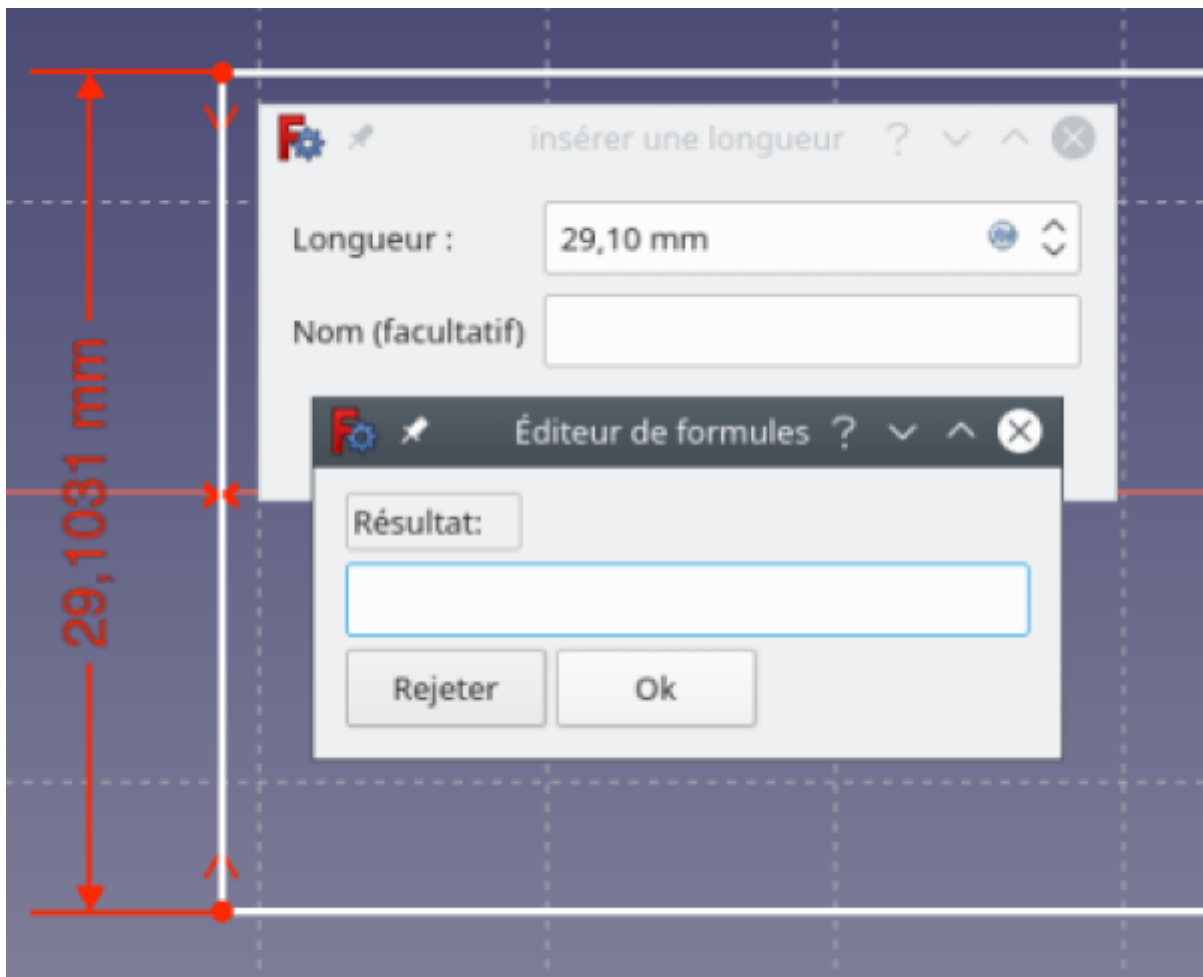 insérer une longueur
Longueur :
29,10 mm
Nom (facultatif)
Éditeur de formules
Résultat:
Rejeter
Ok
29,1031 mm